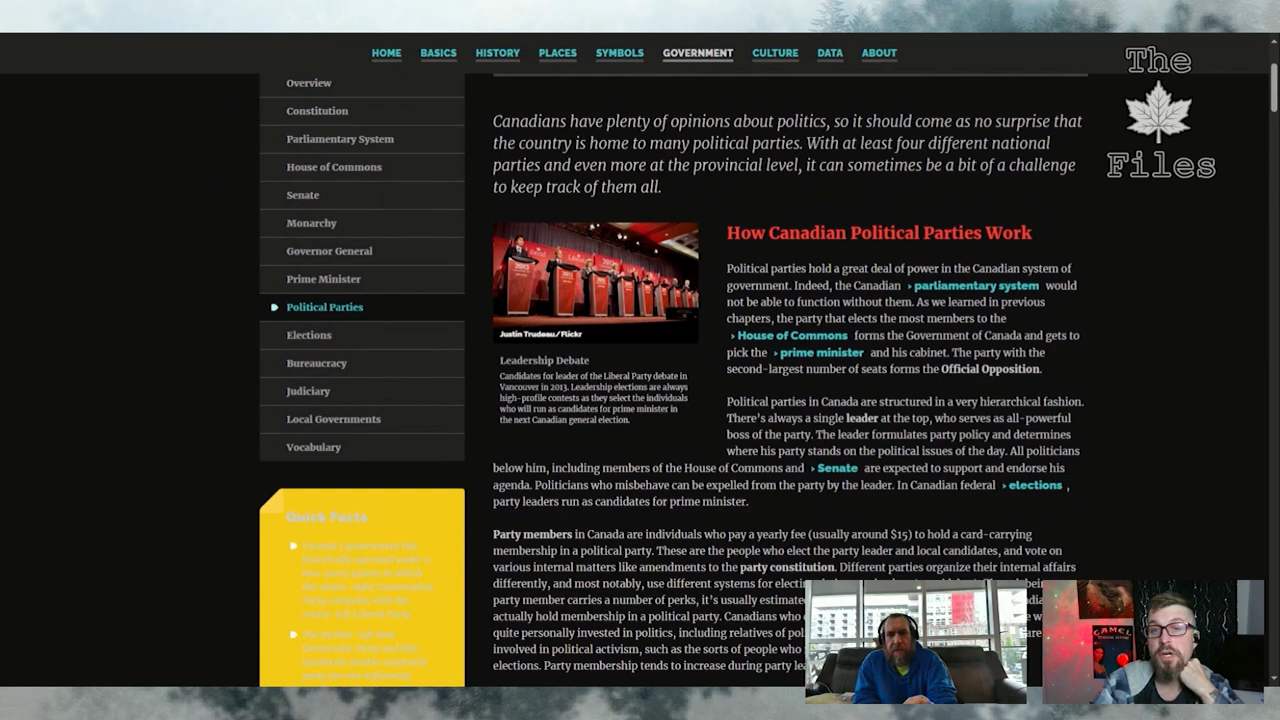 HOME BASICS HISTORY PLACES SYMBOLS GOVERNMENT CULTURE DATA ABOUT
The
Files
Overview
Constitution
Parliamentary System
House of Commons
Senate
Monarchy
Governor General
Prime Minister
Political Parties
Elections
Bureaucracy
Judiciary
Local Governments
Vocabulary
Quick Facts
Canadians have plenty of opinions about politics, so it should come as no surprise that
the country is home to many political parties. With at least four different national
parties and even more at the provincial level, it can sometimes be a bit of a challenge
to keep track of them all.
Justin Trudeau/Flickr
Leadership Debate
Candidates for leader of the Liberal Party debate in
Vancouver in 2013. Leadership elections are always
high-profile contests as they select the individuals
who will run as candidates for prime minister in
the next Canadian general election.
How Canadian Political Parties Work
Political parties hold a great deal of power in the Canadian system of
government. Indeed, the Canadian parliamentary system would
not be able to function without them. As we learned in previous
chapters, the party that elects the most members to the
House of Commons forms the Government of Canada and gets to
pick the prime minister and his cabinet. The party with the
second-largest number of seats forms the Official Opposition.
Political parties in Canada are structured in a very hierarchical fashion.
There's always a single leader at the top, who serves as all-powerful
boss of the party. The leader formulates party policy and determines
where his party stands on the political issues of the day. All politicians
below him, including members of the House of Commons and Senate are expected to support and endorse his
agenda. Politicians who misbehave can be expelled from the party by the leader. In Canadian federal elections ,
party leaders run as candidates for prime minister.
Party members in Canada are individuals who pay a yearly fee (usually around $15) to hold a card-carrying
membership in a political party. These are the people who elect the party leader and local candidates, and vote on
various internal matters like amendments to the party constitution. Different parties organize their internal affairs
differently, and most notably, use different systems for
party member carries a number of perks, it's usually
actually hold membership in a political party. Canadians who
quite personally invested in politics, including relatives of
involved in political activism, such as the sorts of people who
elections. Party membership tends to increase during party
CAMEL